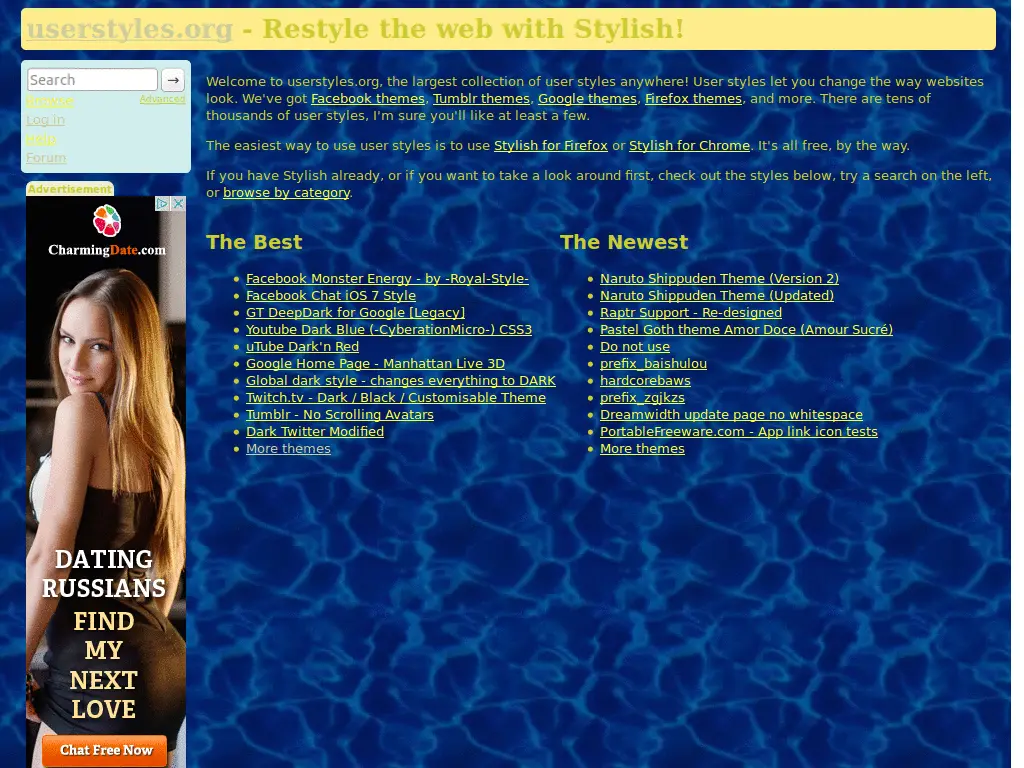 userstyles.org - Restyle the web with Stylish!
Search →
Browse Advanced
Log in
Help
Forum
Advertisement
CharmingDate.com
DATING
RUSSIANS
FIND
MY
NEXT
LOVE
Chat Free Now
Welcome to userstyles.org, the largest collection of user styles anywhere! User styles let you change the way websites
look. We've got Facebook themes, Tumblr themes, Google themes, Firefox themes, and more. There are tens of
thousands of user styles, I'm sure you'll like at least a few.
The easiest way to use user styles is to use Stylish for Firefox or Stylish for Chrome. It's all free, by the way.
If you have Stylish already, or if you want to take a look around first, check out the styles below, try a search on the left,
or browse by category.
The Best
Facebook Monster Energy - by -Royal-Style-
Facebook Chat iOS 7 Style
GT DeepDark for Google [Legacy]
Youtube Dark Blue (-CyberationMicro-) CSS3
uTube Dark'n Red
Google Home Page - Manhattan Live 3D
Global dark style - changes everything to DARK
Twitch.tv - Dark / Black / Customisable Theme
Tumblr - No Scrolling Avatars
Dark Twitter Modified
More themes
The Newest
Naruto Shippuden Theme (Version 2)
Naruto Shippuden Theme (Updated)
Raptr Support - Re-designed
Pastel Goth theme Amor Doce (Amour Sucré)
Do not use
prefix_baishulou
hardcorebaws
prefix_zgjkzs
Dreamwidth update page no whitespace
PortableFreeware.com - App link icon tests
More themes